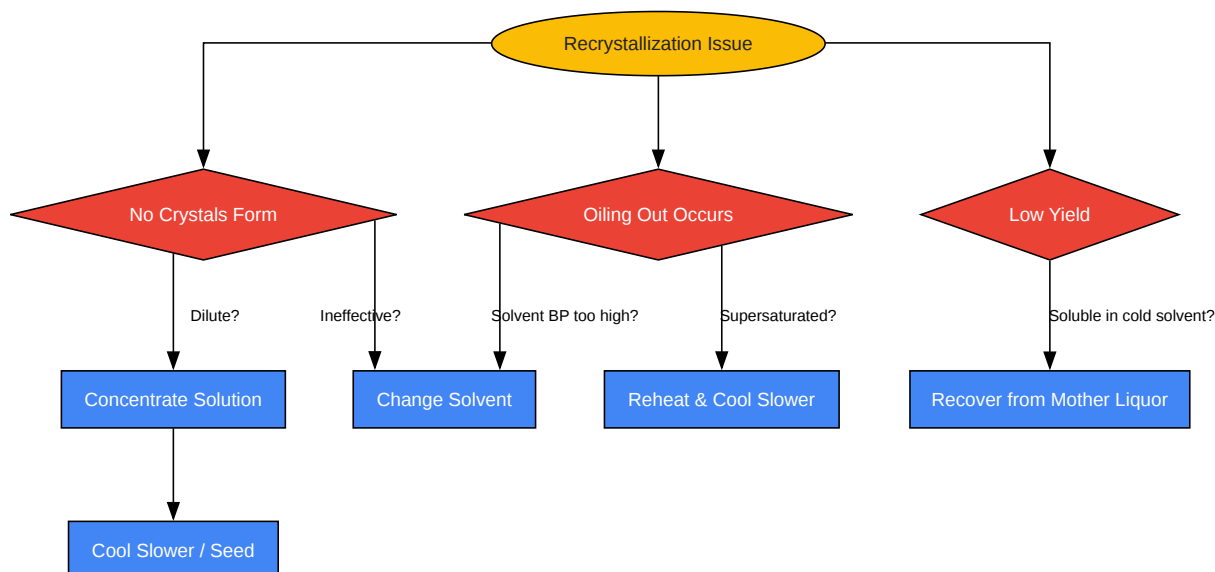 Recrystallization Issue
No Crystals Form
Oiling Out Occurs
Low Yield
Dilute?
Ineffective?
Solvent BP too high?
Supersaturated?
Soluble in cold solvent?
Concentrate Solution
Change Solvent
Reheat & Cool Slower
Recover from Mother Liquor
Cool Slower / Seed